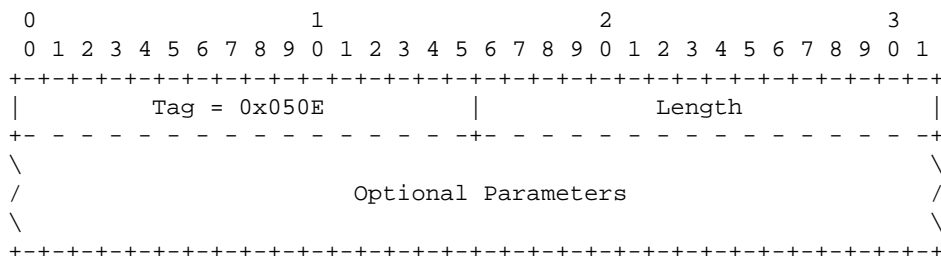 0                   1                   2                   3
 0 1 2 3 4 5 6 7 8 9 0 1 2 3 4 5 6 7 8 9 0 1 2 3 4 5 6 7 8 9 0 1
+-+-+-+-+-+-+-+-+-+-+-+-+-+-+-+-+-+-+-+-+-+-+-+-+-+-+-+-+-+-+-+-+
|         Tag = 0x050E          |            Length             |
+- - - - - - - - - - - - - - - -+- - - - - - - - - - - - - - - -+
\                                                               \
/                       Optional Parameters                     /
\                                                               \
+-+-+-+-+-+-+-+-+-+-+-+-+-+-+-+-+-+-+-+-+-+-+-+-+-+-+-+-+-+-+-+-+